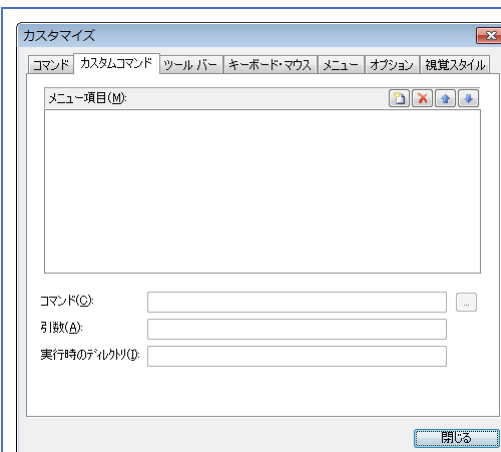 カスタマイズ
コマンド カスタムコマンド ツール バー キーボード・マウス メニュー オプション 視覚スタイル
メニュー項目(M):
コマンド(C):
...
引数(A):
実行時のディレクトリ(I):
閉じる